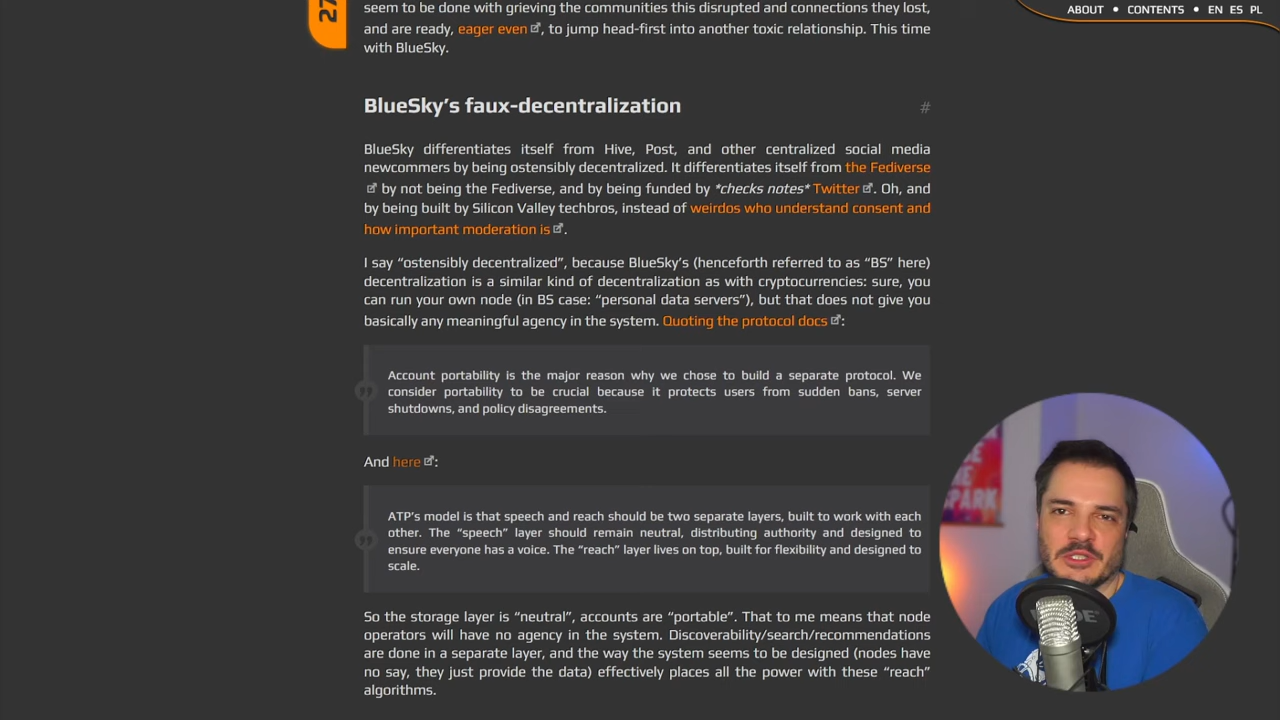 27
seem to be done with grieving the communities this disrupted and connections they lost,
and are ready, eager even, to jump head-first into another toxic relationship. This time
with BlueSky.
ABOUT • CONTENTS • EN ES PL
BlueSky’s faux-decentralization #
BlueSky differentiates itself from Hive, Post, and other centralized social media
newcommers by being ostensibly decentralized. It differentiates itself from the Fediverse
by not being the Fediverse, and by being funded by *checks notes* Twitter. Oh, and
by being built by Silicon Valley techbros, instead of weirdos who understand consent and
how important moderation is.
I say “ostensibly decentralized”, because BlueSky’s (henceforth referred to as “BS” here)
decentralization is a similar kind of decentralization as with cryptocurrencies: sure, you
can run your own node (in BS case: “personal data servers”), but that does not give you
basically any meaningful agency in the system. Quoting the protocol docs:
Account portability is the major reason why we chose to build a separate protocol. We
consider portability to be crucial because it protects users from sudden bans, server
shutdowns, and policy disagreements.
And here:
ATP’s model is that speech and reach should be two separate layers, built to work with each
other. The “speech” layer should remain neutral, distributing authority and designed to
ensure everyone has a voice. The “reach” layer lives on top, built for flexibility and designed to
scale.
So the storage layer is “neutral”, accounts are “portable”. That to me means that node
operators will have no agency in the system. Discoverability/search/recommendations
are done in a separate layer, and the way the system seems to be designed (nodes have
no say, they just provide the data) effectively places all the power with these “reach”
algorithms.
SPARK